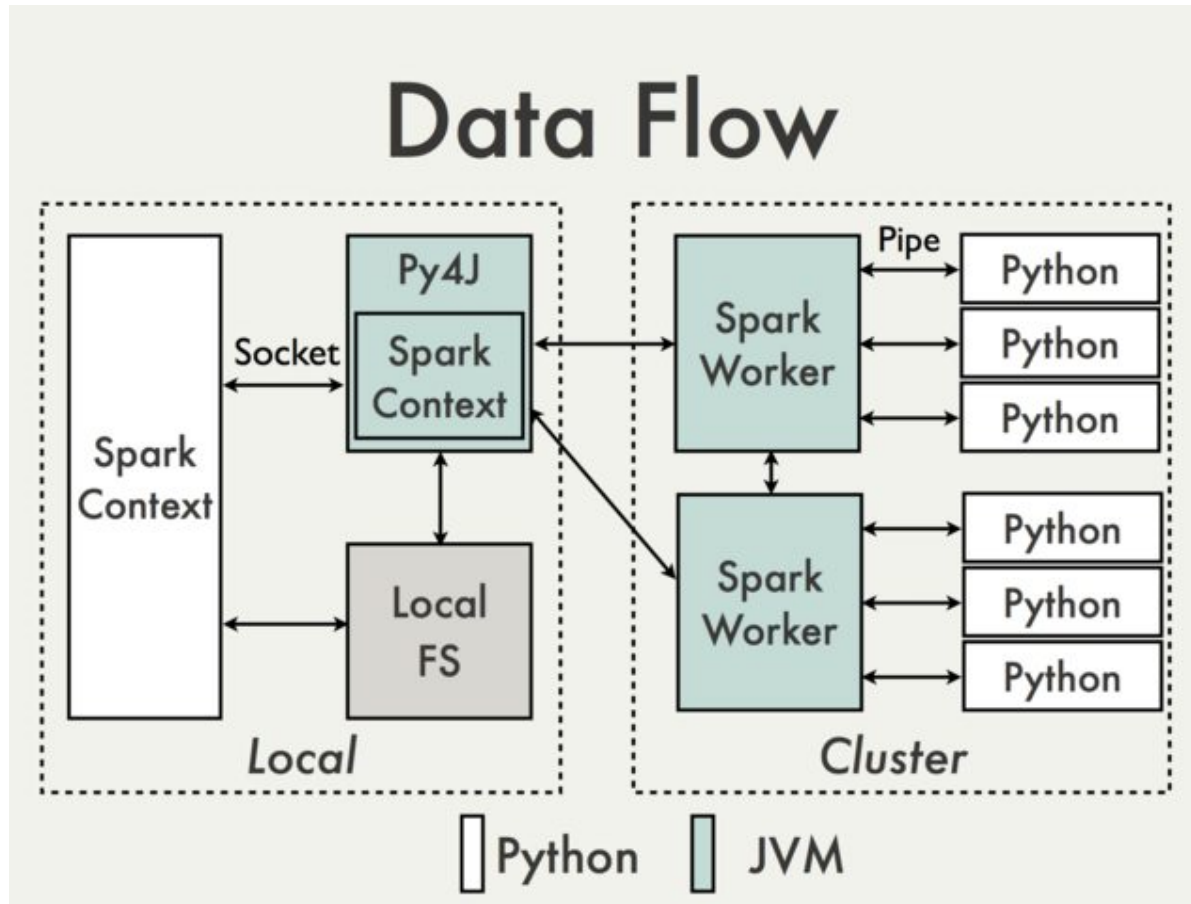 Data Flow
Spark
Context
Socket
Py4J
Spark
Context
Local
FS
Local
Spark
Worker
Pipe
Python
Python
Python
Spark
Worker
Python
Python
Python
Cluster
Python
JVM